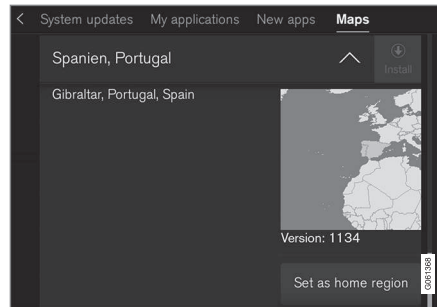 < System updates My applications New apps Maps
Spanien, Portugal
Install
Gibraltar, Portugal, Spain
Version: 1134
Set as home region
G061368